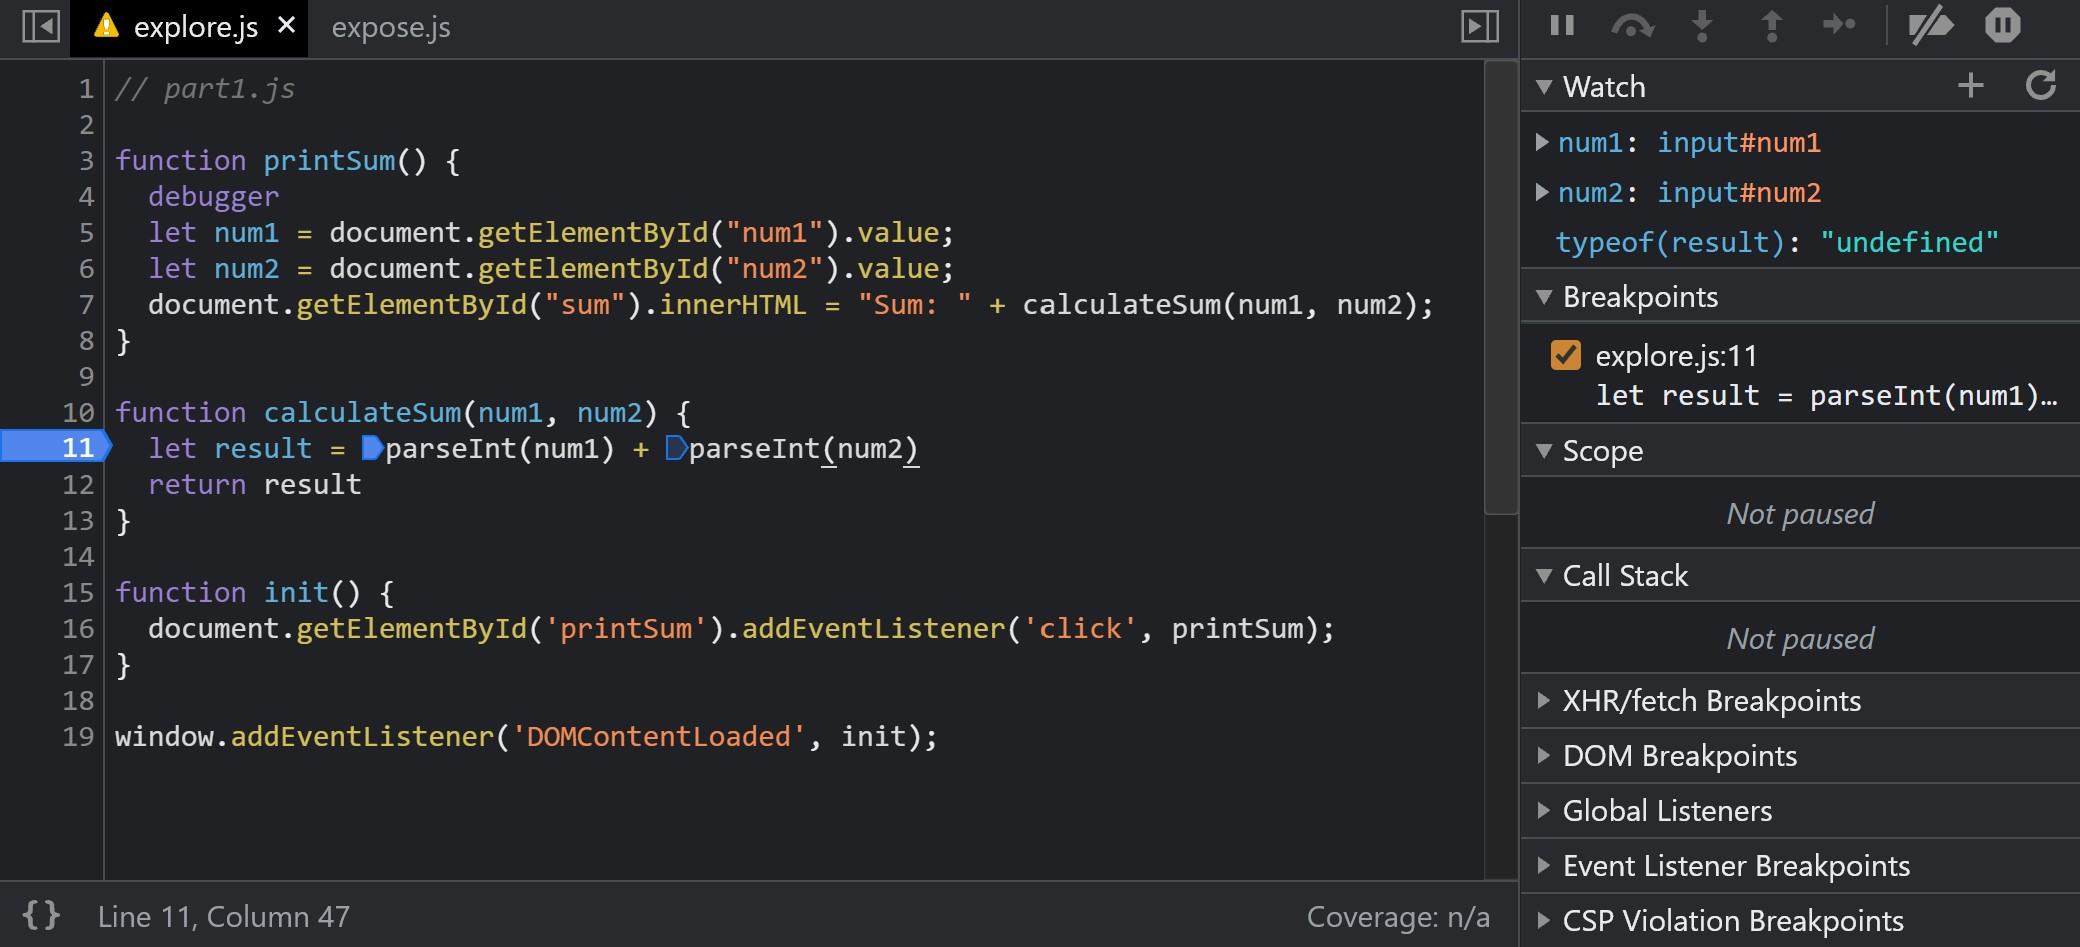 explore.js × expose.js
1 // part1.js
2
3 function printSum() {
4   debugger
5   let num1 = document.getElementById("num1").value;
6   let num2 = document.getElementById("num2").value;
7   document.getElementById("sum").innerHTML = "Sum: " + calculateSum(num1, num2);
8 }
9
10 function calculateSum(num1, num2) {
11   let result = parseInt(num1) + parseInt(num2)
12   return result
13 }
14
15 function init() {
16   document.getElementById('printSum').addEventListener('click', printSum);
17 }
18
19 window.addEventListener('DOMContentLoaded', init);
{} Line 11, Column 47 Coverage: n/a
Watch
num1: input#num1
num2: input#num2
typeof(result): "undefined"
Breakpoints
explore.js:11
let result = parseInt(num1)…
Scope
Not paused
Call Stack
Not paused
XHR/fetch Breakpoints
DOM Breakpoints
Global Listeners
Event Listener Breakpoints
CSP Violation Breakpoints